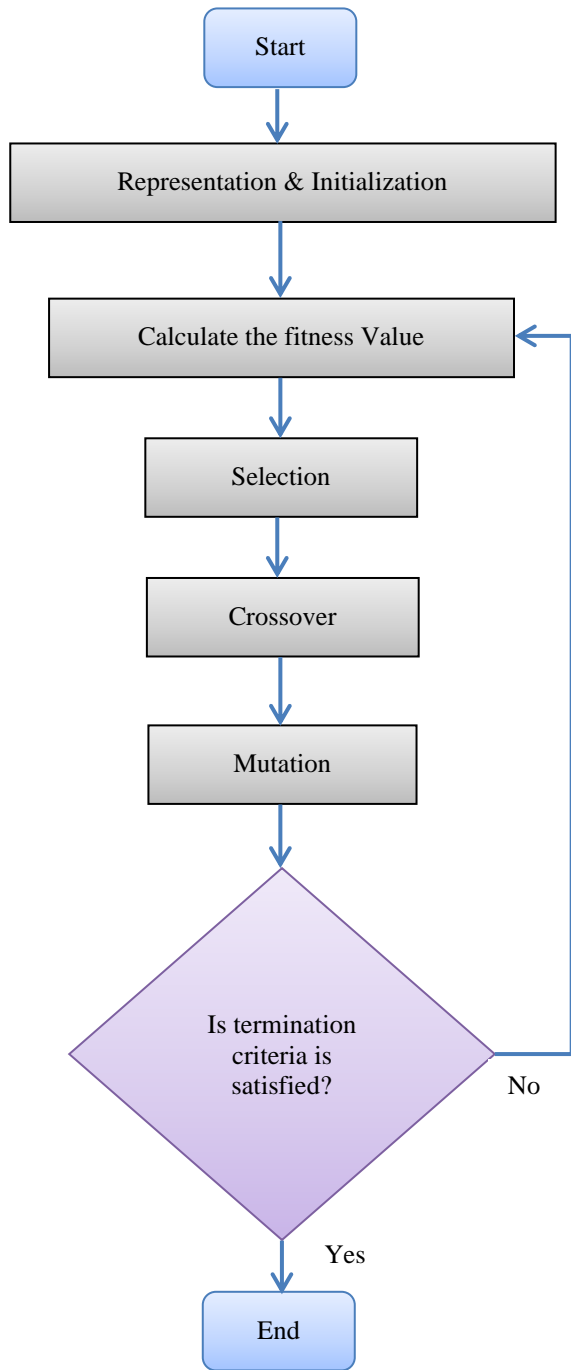 Start
Representation & Initialization
Calculate the fitness Value
Selection
Crossover
Mutation
Is termination
criteria is
satisfied?
No
Yes
End